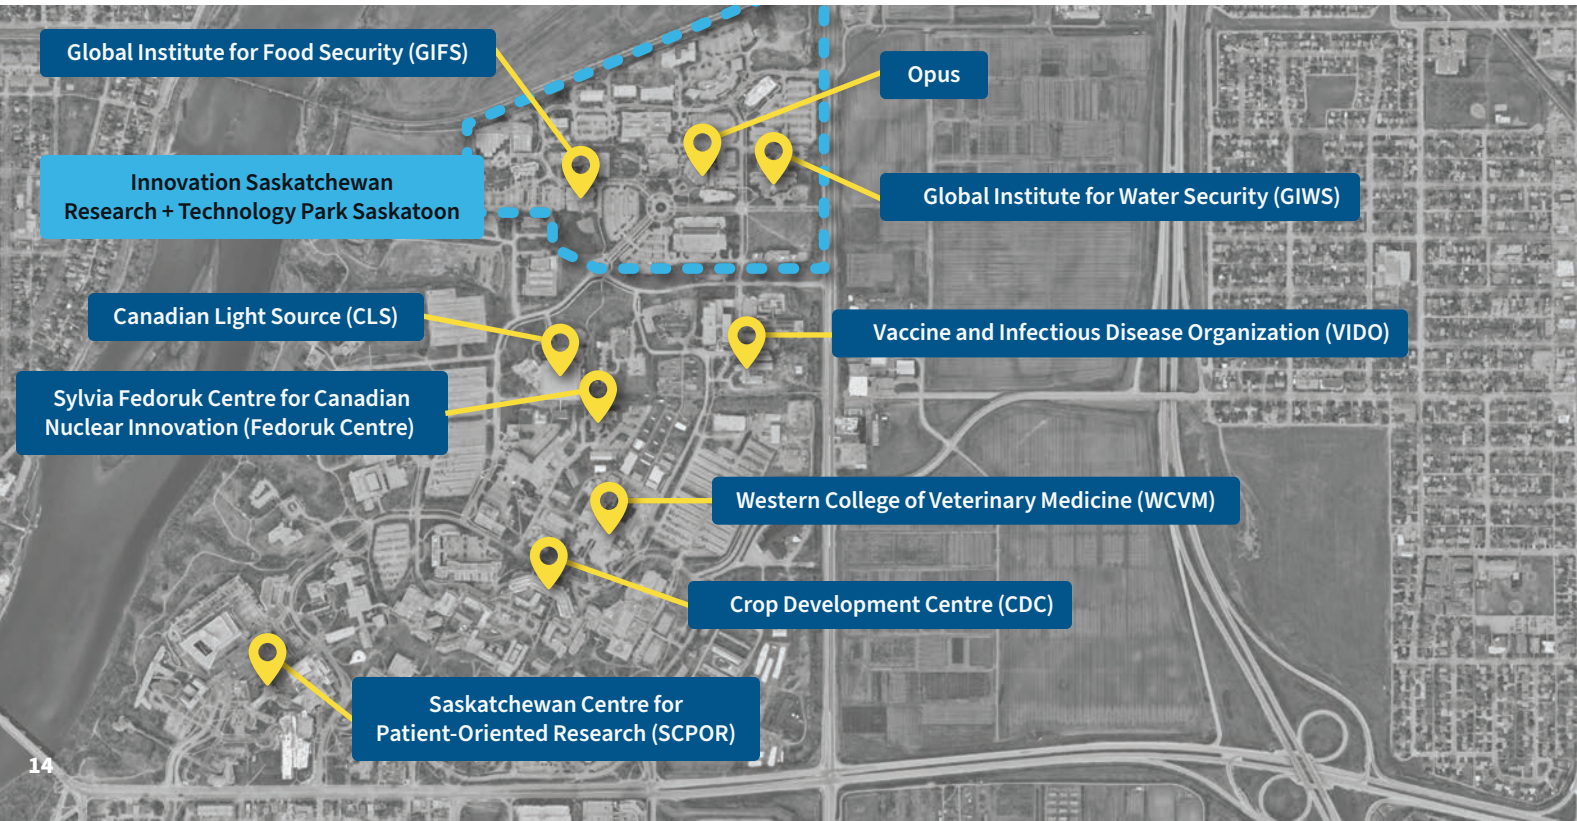 Global Institute for Food Security (GIFS)
Opus
Innovation Saskatchewan
Research + Technology Park Saskatoon
Global Institute for Water Security (GIWS)
Canadian Light Source (CLS)
Vaccine and Infectious Disease Organization (VIDO)
Sylvia Fedoruk Centre for Canadian
Nuclear Innovation (Fedoruk Centre)
Western College of Veterinary Medicine (WCVM)
Crop Development Centre (CDC)
Saskatchewan Centre for
Patient-Oriented Research (SCPOR)
14